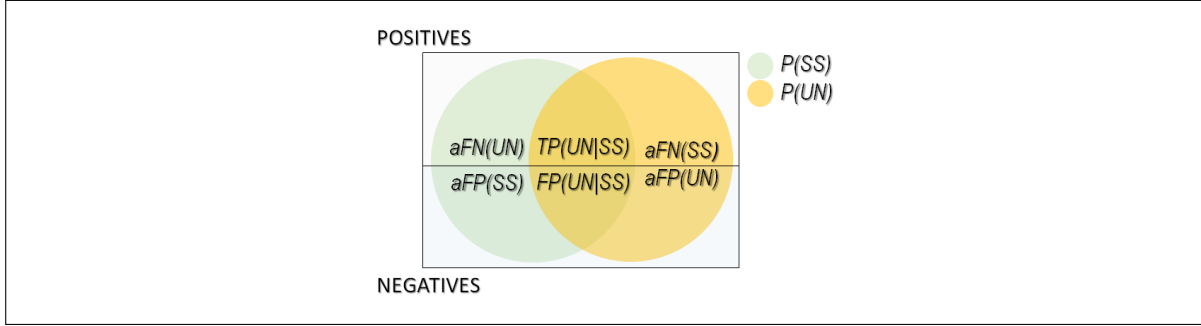 POSITIVES
P(SS)
P(UN)
aFN(UN) TP(UN|SS) aFN(SS)
aFP(SS) FP(UN|SS) aFP(UN)
NEGATIVES